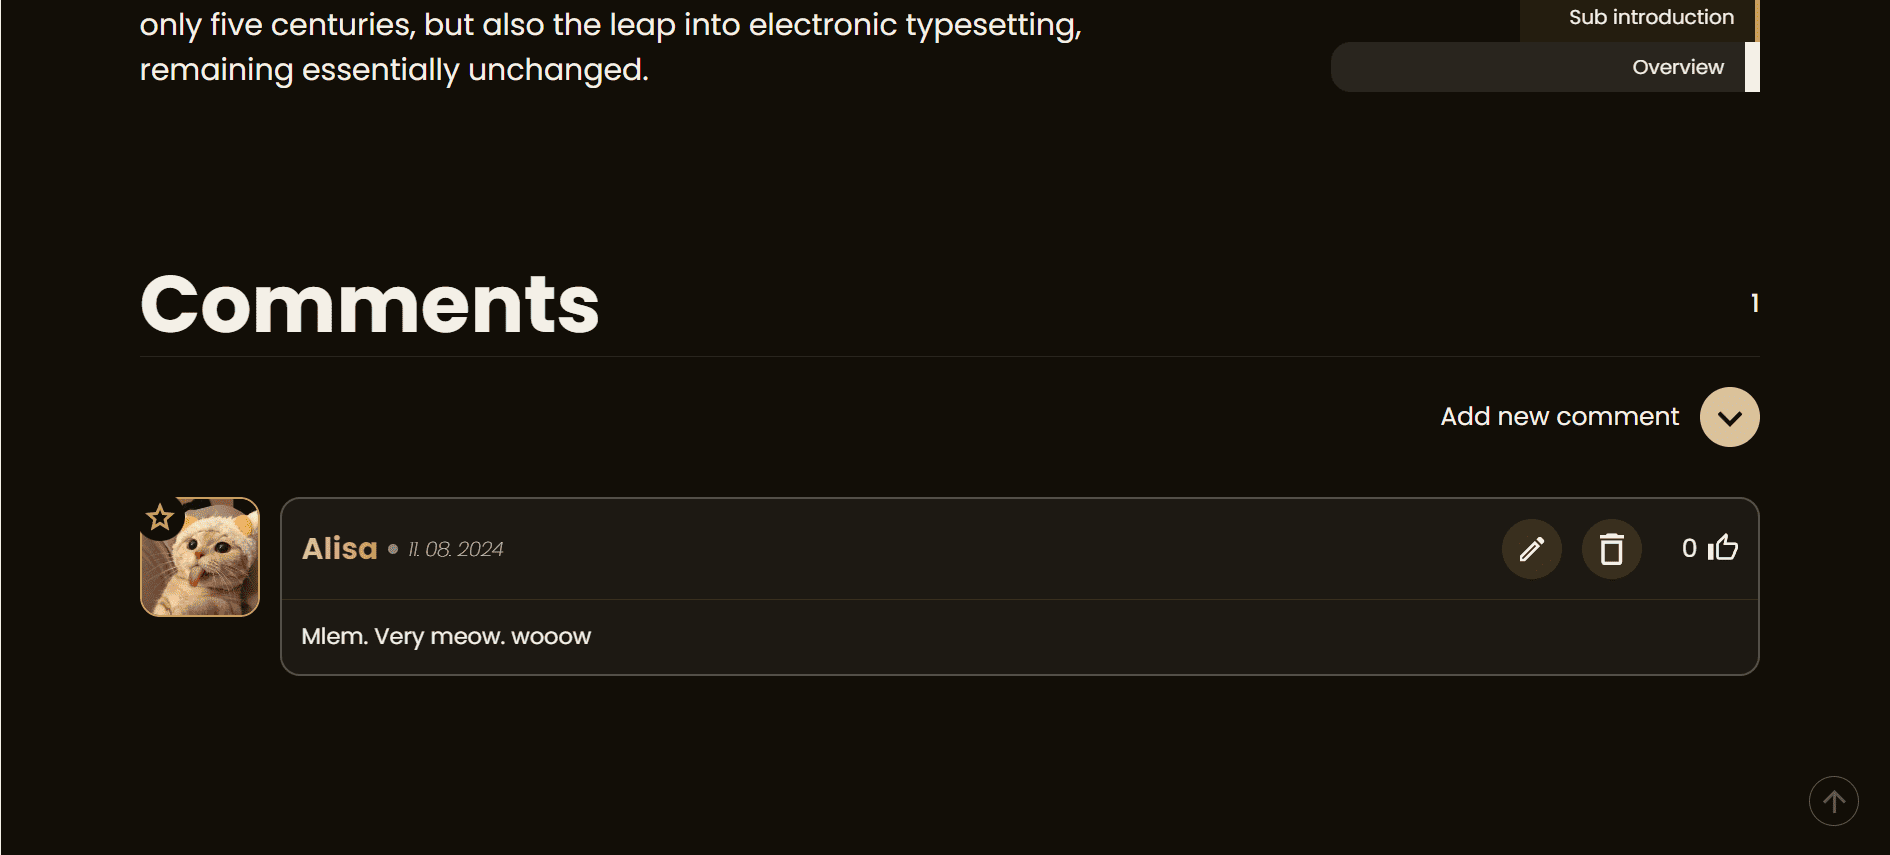 only five centuries, but also the leap into electronic typesetting,
remaining essentially unchanged.
Sub introduction
Overview
Comments
1
Add new comment
Alisa
11. 08. 2024
0
Mlem. Very meow. wooow